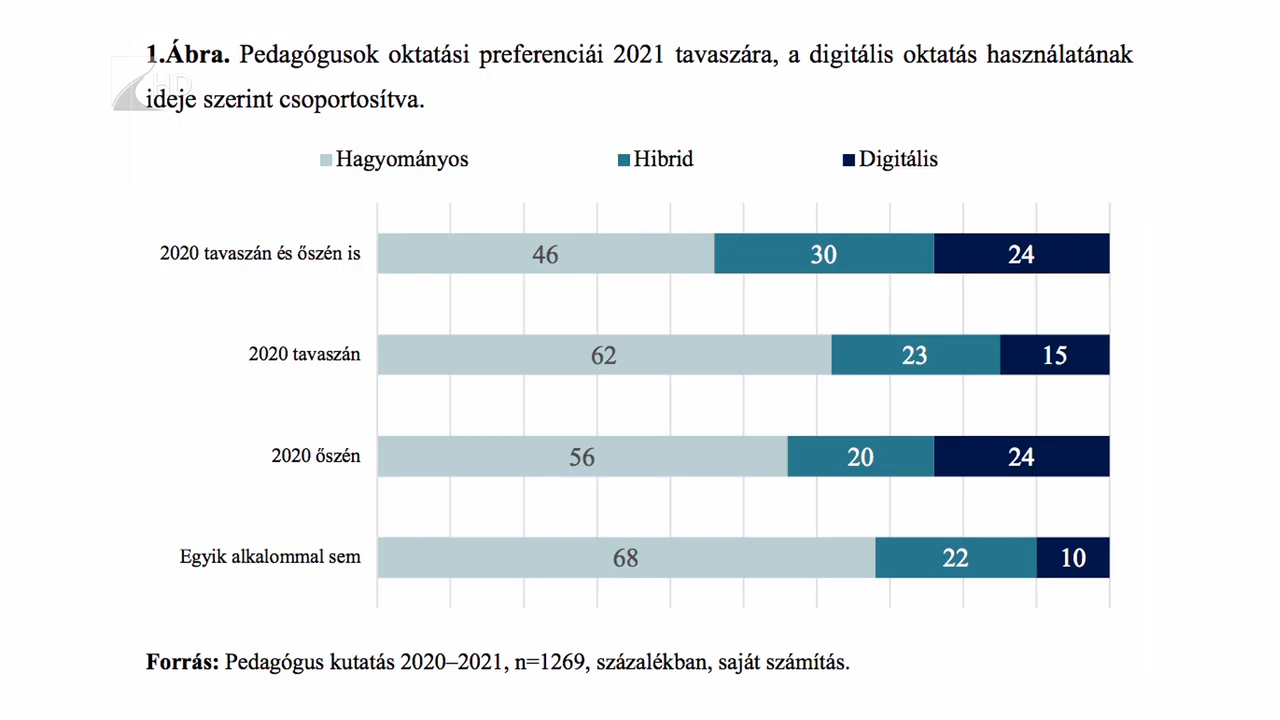 1.Ábra. Pedagógusok oktatási preferenciái 2021 tavaszára, a digitális oktatás használatának
ideje szerint csoportosítva.
HD
Hagyományos Hibrid Digitális
2020 tavaszán és őszén is 46 30 24
2020 tavaszán 62 23 15
2020 őszén 56 20 24
Egyik alkalommal sem 68 22 10
Forrás: Pedagógus kutatás 2020–2021, n=1269, százalékban, saját számítás.